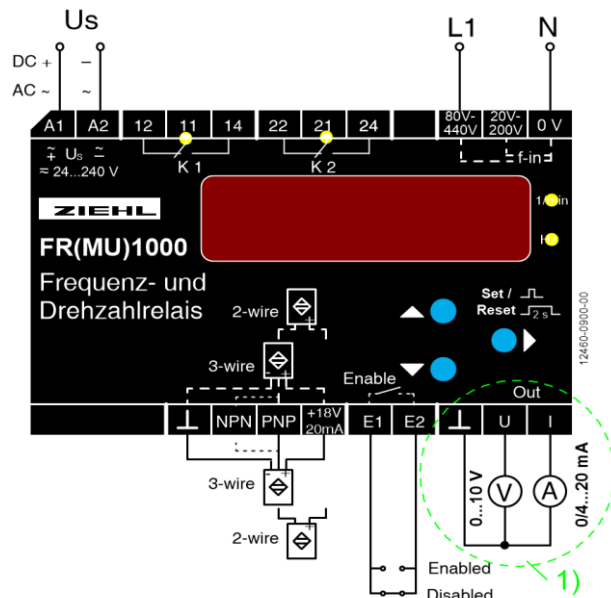 Us
L1 N
DC + −
AC ~ ~
A1 A2 12 11 14 22 21 24 80V-440V 20V-200V 0 V
~ Us ~
+ −
≂ 24...240 V
K 1 K 2
f-in
ZIEHL
FR(MU)1000
Frequenz- und
Drehzahlrelais
2-wire
3-wire
Set /
Reset 2 s
Enable
12460-0900-00
Out
⊥ NPN PNP +18V 20mA E1 E2 ⊥ U I
3-wire
2-wire
0...10 V
V
A
0/4...20 mA
Enabled
Disabled
1)